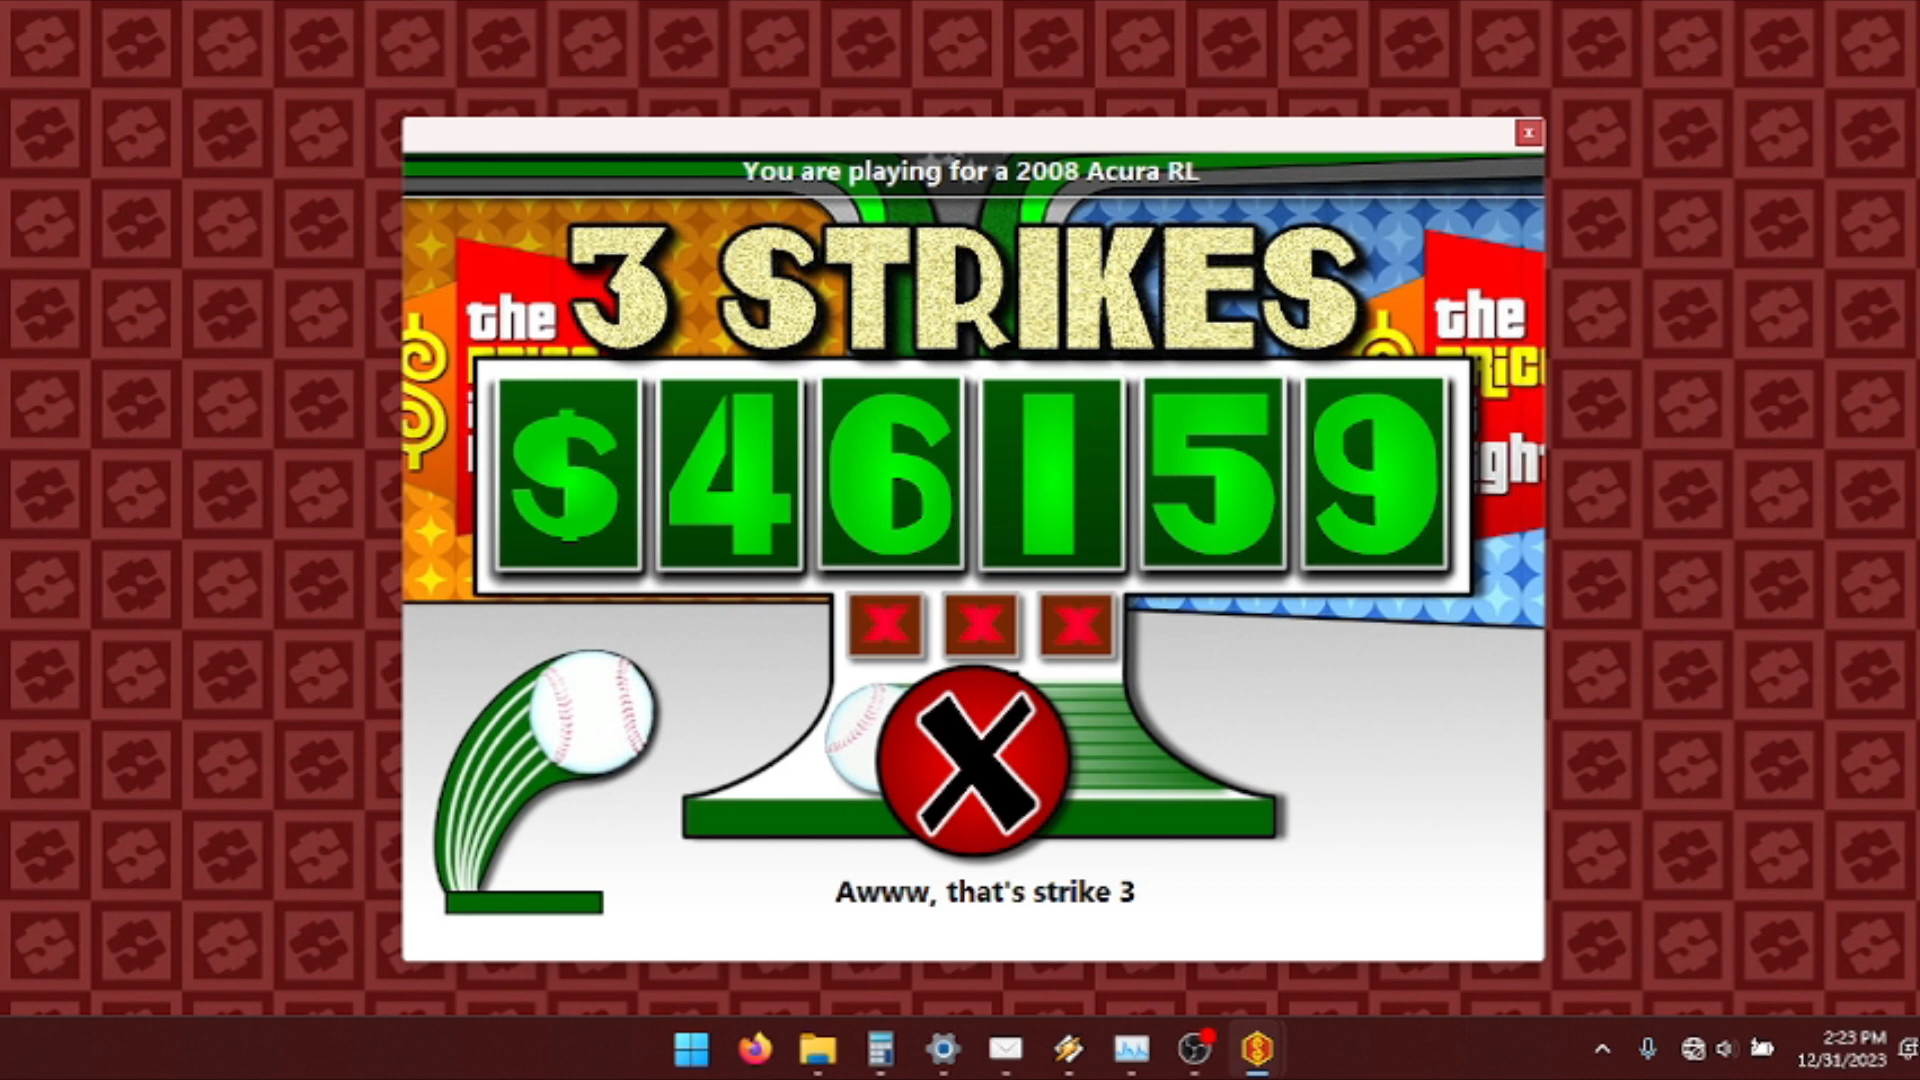 You are playing for a 2008 Acura RL
3 STRIKES
the
the
$46159
X X X
X
Awww, that's strike 3
2:23 PM
12/31/2023